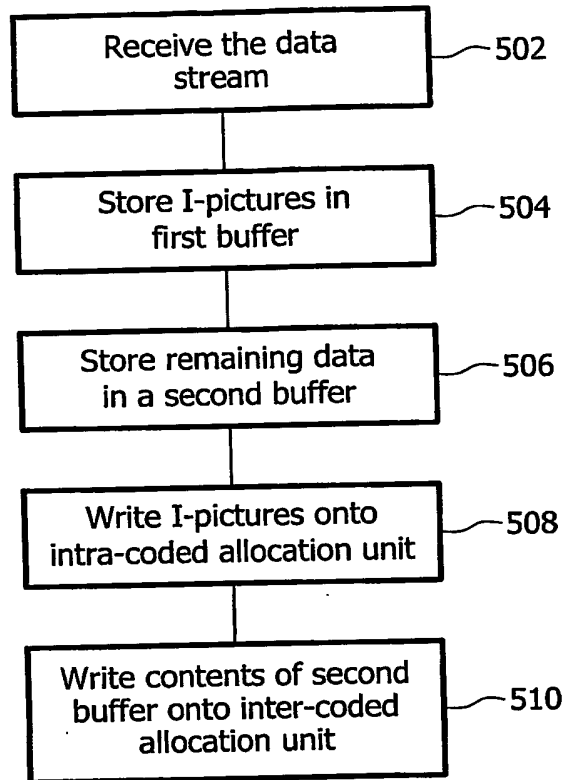 Receive the data
stream
502
Store I-pictures in
first buffer
504
Store remaining data
in a second buffer
506
Write I-pictures onto
intra-coded allocation unit
508
Write contents of second
buffer onto inter-coded
allocation unit
510